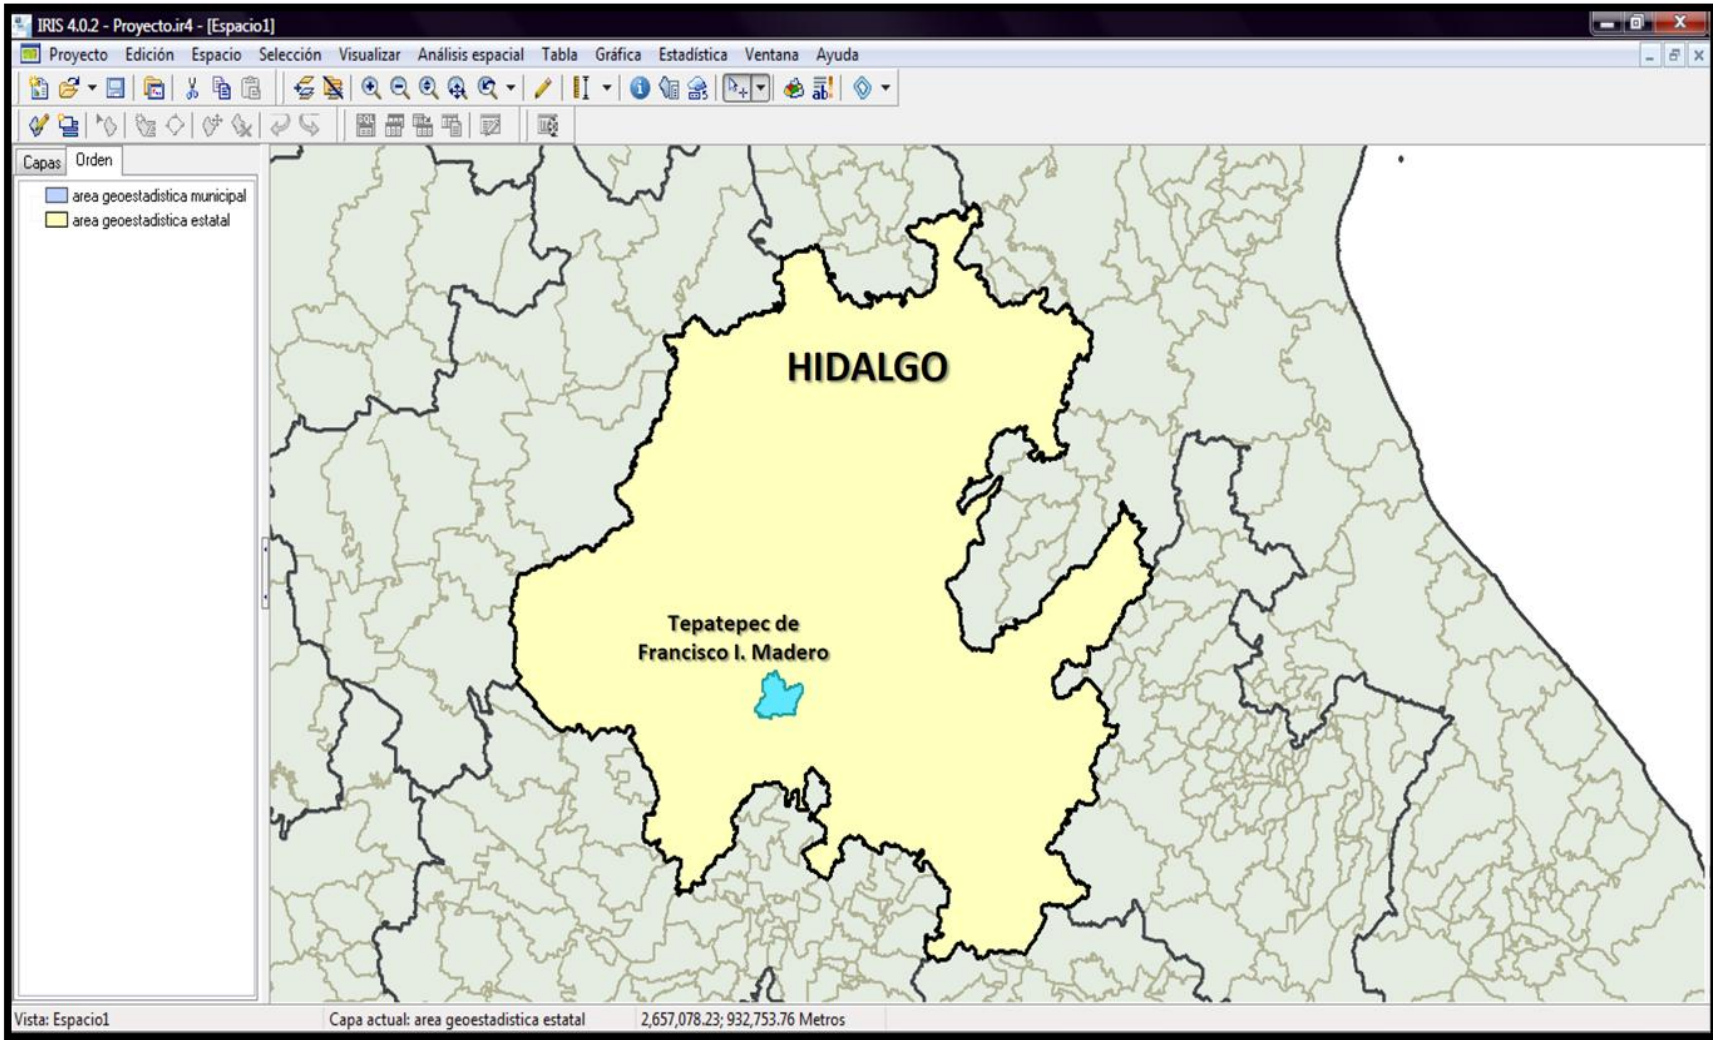 IRIS 4.0.2 - Proyecto.ir4 - [Espacio1]
Proyecto Edición Espacio Selección Visualizar Análisis espacial Tabla Gráfica Estadística Ventana Ayuda
Capas Orden
area geoestadistica municipal
area geoestadistica estatal
HIDALGO
Tepatepec de
Francisco I. Madero
Vista: Espacio1 Capa actual: area geoestadistica estatal 2,657,078.23; 932,753.76 Metros